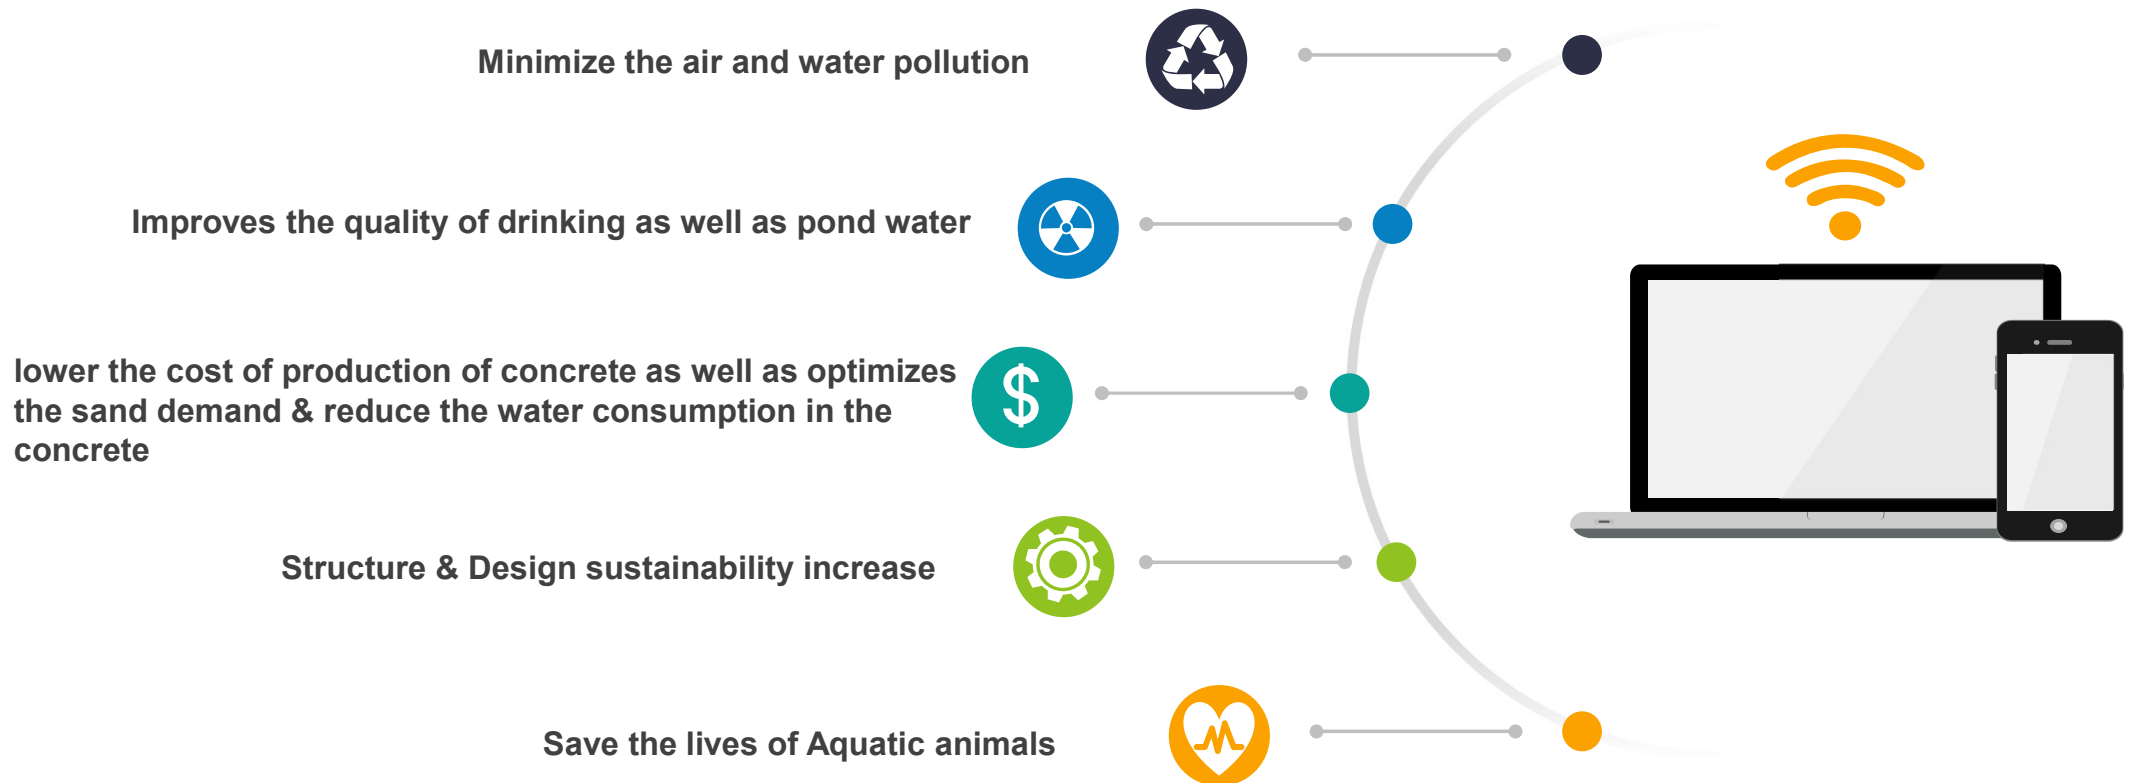 Minimize the air and water pollution
Improves the quality of drinking as well as pond water
lower the cost of production of concrete as well as optimizes
the sand demand & reduce the water consumption in the
concrete
Structure & Design sustainability increase
Save the lives of Aquatic animals